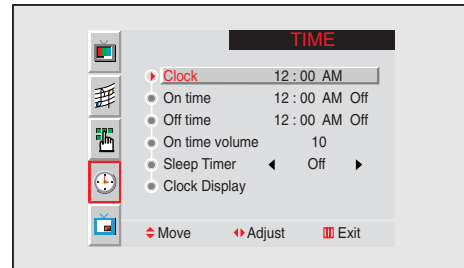 TIME
Clock 12 : 00 AM
On time 12 : 00 AM Off
Off time 12 : 00 AM Off
On time volume 10
Sleep Timer Off
Clock Display
Move Adjust Exit